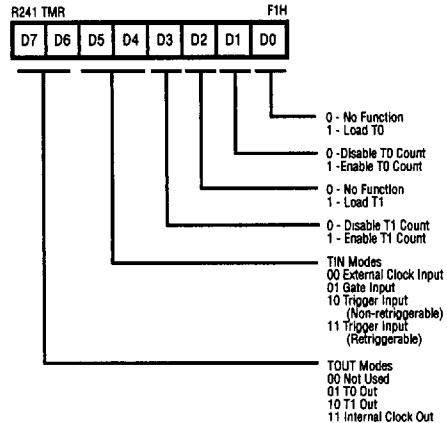 R241 TMR F1H
D7 D6 D5 D4 D3 D2 D1 D0
0 - No Function
1 - Load T0
0 -Disable T0 Count
1 -Enable T0 Count
0 - No Function
1 - Load T1
0 - Disable T1 Count
1 - Enable T1 Count
TIN Modes
00 External Clock Input
01 Gate Input
10 Trigger Input
(Non-retriggerable)
11 Trigger Input
(Retriggerable)
TOUT Modes
00 Not Used
01 T0 Out
10 T1 Out
11 Internal Clock Out